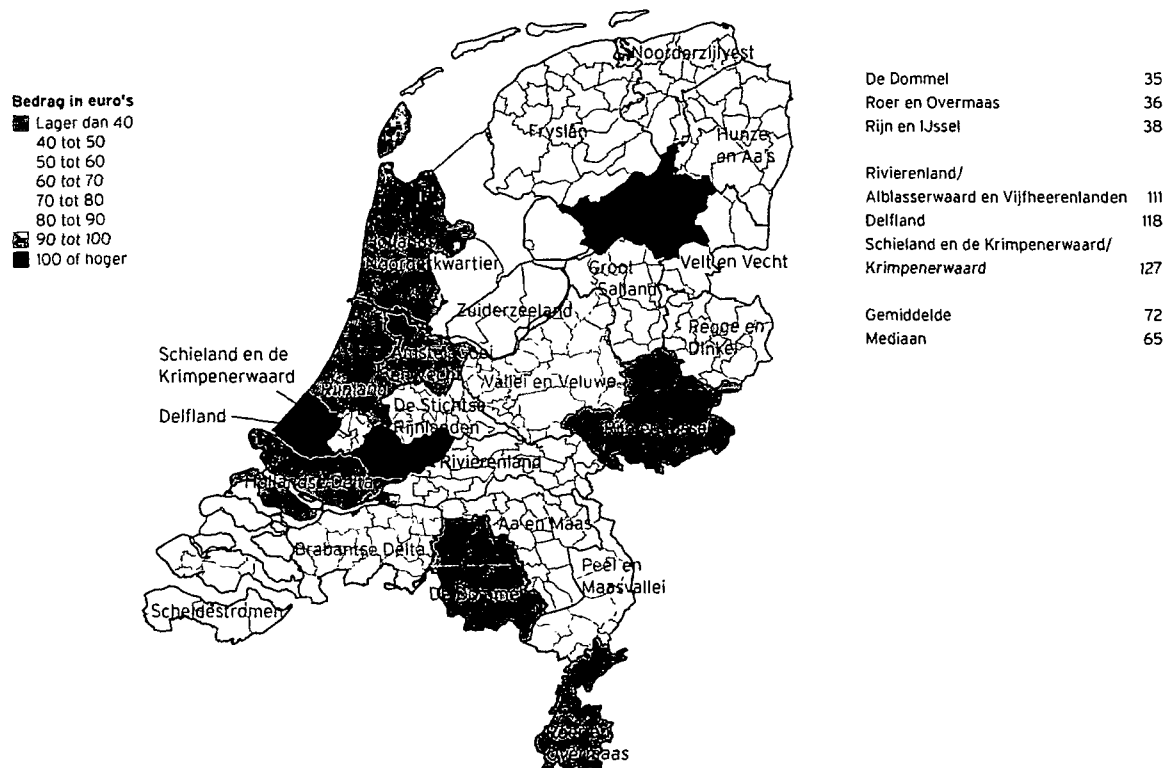 Bedrag in euro's
Lager dan 40
40 tot 50
50 tot 60
60 tot 70
70 tot 80
80 tot 90
90 tot 100
100 of hoger
Noorderzijlvest
Fryslân
Hunze
en Aa's
Hollands
Noorderkwartier
Velt en Vecht
Groot
Salland
Zuiderzeeland
Regge en
Dinkel
Amstel, Gooi
en Vecht
Schieland en de
Krimpenerwaard
Rijnland
Vallei en Veluwe
De Stichtse
Rijnlanden
Delfland
Rijn en IJssel
Rivierenland
Hollandse Delta
Aa en Maas
Brabantse Delta
Peel en
Maasvallei
De Dommel
Scheldestromen
Roer en
Overmaas
De Dommel 35
Roer en Overmaas 36
Rijn en IJssel 38
Rivierenland/
Alblasserwaard en Vijfheerenlanden 111
Delfland 118
Schieland en de Krimpenerwaard/
Krimpenerwaard 127
Gemiddelde 72
Mediaan 65